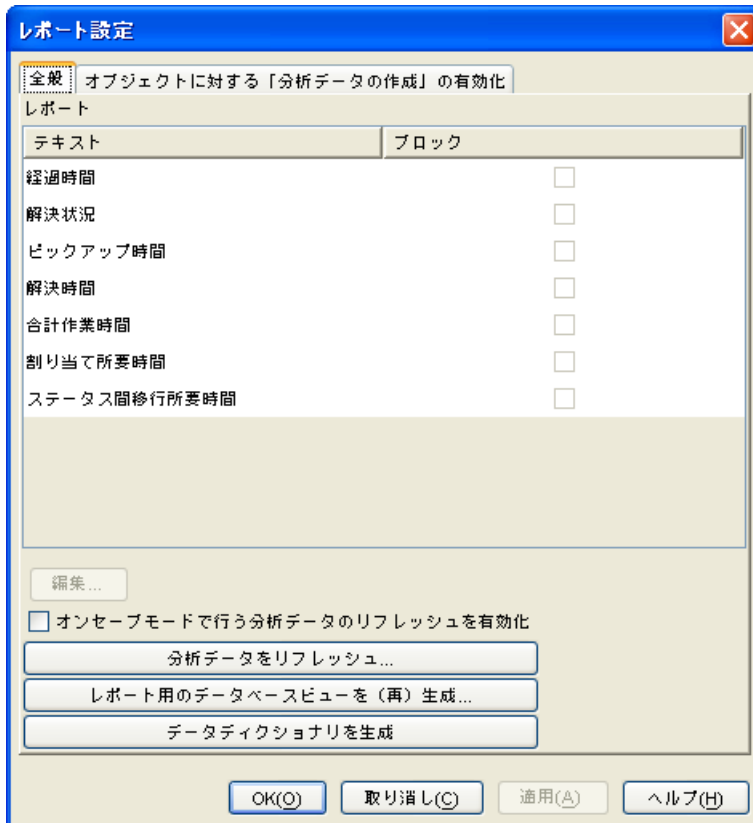 レポート設定
全般 オブジェクトに対する「分析データの作成」の有効化
レポート
テキスト ブロック
経過時間
解決状況
ピックアップ時間
解決時間
合計作業時間
割り当て所要時間
ステータス間移行所要時間
編集...
オンセーブモードで行う分析データのリフレッシュを有効化
分析データをリフレッシュ...
レポート用のデータベースビューを（再）生成...
データディクショナリを生成
OK(O) 取り消し(C) 適用(A) ヘルプ(H)